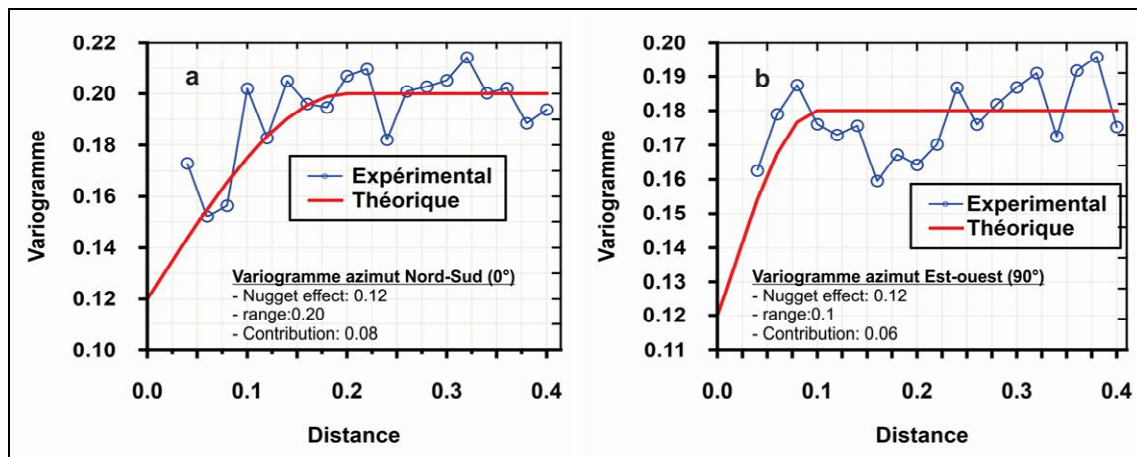 a
0.22
0.20
0.18
0.16
0.14
0.12
0.10
Variogramme
Expérimental
Théorique
Variogramme azimut Nord-Sud (0°)
- Nugget effect: 0.12
- range:0.20
- Contribution: 0.08
0.0 0.1 0.2 0.3 0.4
Distance
b
0.20
0.19
0.18
0.17
0.16
0.15
0.14
0.13
0.12
0.11
Variogramme
Experimental
Théorique
Variogramme azimut Est-ouest (90°)
- Nugget effect: 0.12
- range:0.1
- Contribution: 0.06
0.0 0.1 0.2 0.3 0.4
Distance